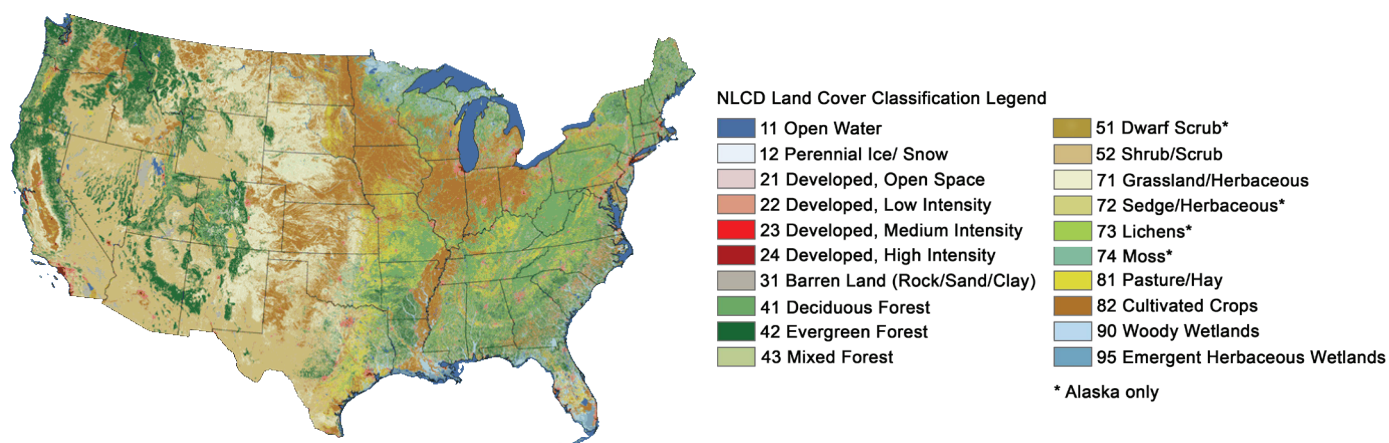 NLCD Land Cover Classification Legend
11 Open Water
12 Perennial Ice/ Snow
21 Developed, Open Space
22 Developed, Low Intensity
23 Developed, Medium Intensity
24 Developed, High Intensity
31 Barren Land (Rock/Sand/Clay)
41 Deciduous Forest
42 Evergreen Forest
43 Mixed Forest
51 Dwarf Scrub*
52 Shrub/Scrub
71 Grassland/Herbaceous
72 Sedge/Herbaceous*
73 Lichens*
74 Moss*
81 Pasture/Hay
82 Cultivated Crops
90 Woody Wetlands
95 Emergent Herbaceous Wetlands
* Alaska only